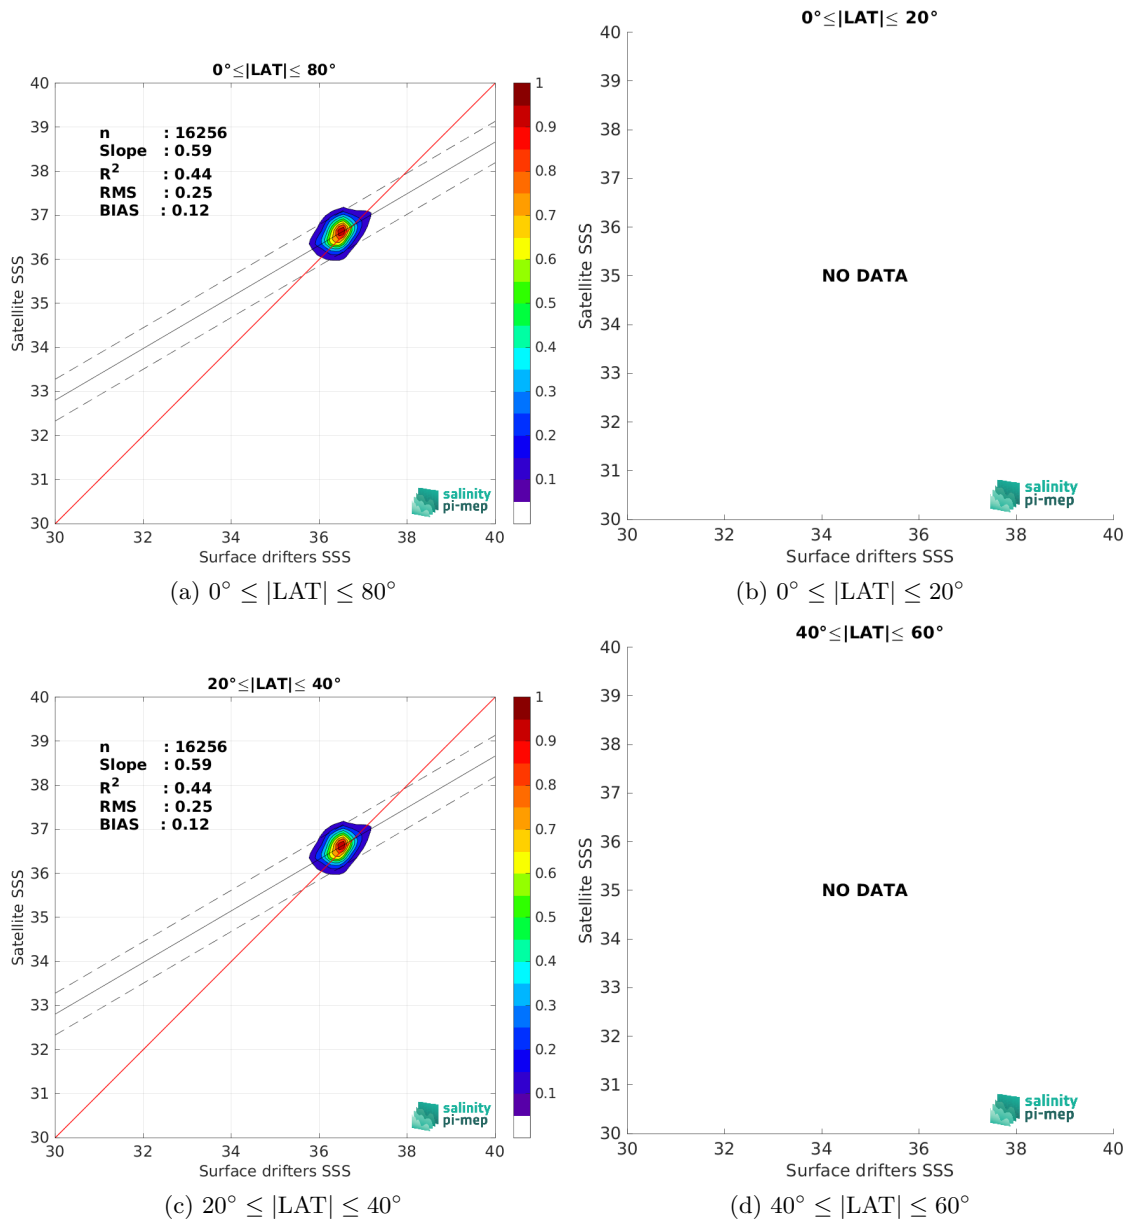 0°≤|LAT|≤ 80°
40
39
38
37
36
35
34
33
32
31
30
Satellite SSS
n : 16256
Slope : 0.59
R² : 0.44
RMS : 0.25
BIAS : 0.12
salinity
pi-mep
30 32 34 36 38 40
Surface drifters SSS
1
0.9
0.8
0.7
0.6
0.5
0.4
0.3
0.2
0.1
(a) 0° ≤ |LAT| ≤ 80°
0°≤|LAT|≤ 20°
40
39
38
37
36
35
34
33
32
31
30
Satellite SSS
NO DATA
salinity
pi-mep
30 32 34 36 38 40
Surface drifters SSS
(b) 0° ≤ |LAT| ≤ 20°
20°≤|LAT|≤ 40°
40
39
38
37
36
35
34
33
32
31
30
Satellite SSS
n : 16256
Slope : 0.59
R² : 0.44
RMS : 0.25
BIAS : 0.12
salinity
pi-mep
30 32 34 36 38 40
Surface drifters SSS
1
0.9
0.8
0.7
0.6
0.5
0.4
0.3
0.2
0.1
(c) 20° ≤ |LAT| ≤ 40°
40°≤|LAT|≤ 60°
40
39
38
37
36
35
34
33
32
31
30
Satellite SSS
NO DATA
salinity
pi-mep
30 32 34 36 38 40
Surface drifters SSS
(d) 40° ≤ |LAT| ≤ 60°